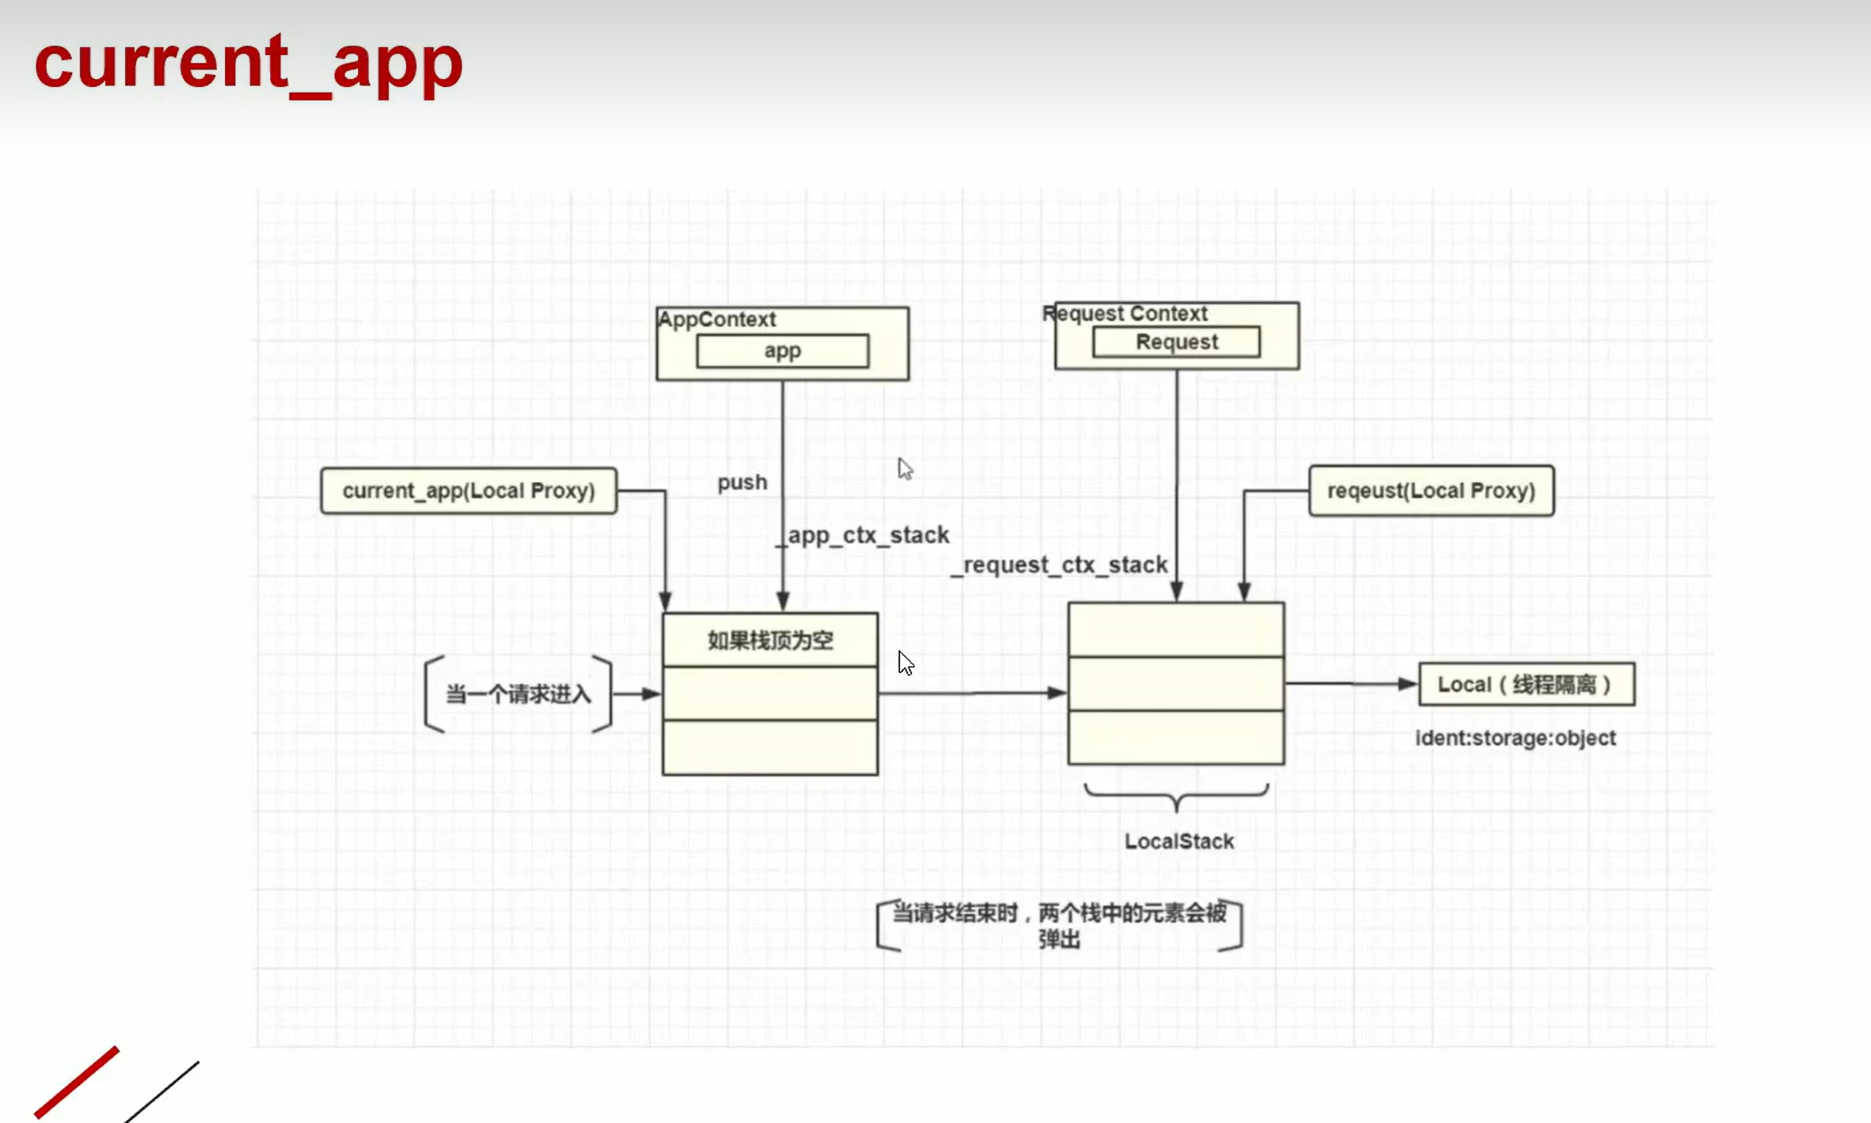 current_app
AppContext
app
Request Context
Request
current_app(Local Proxy)
push
reqeust(Local Proxy)
_app_ctx_stack
_request_ctx_stack
如果栈顶为空
当一个请求进入
Local（线程隔离）
ident:storage:object
LocalStack
当请求结束时，两个栈中的元素会被
弹出